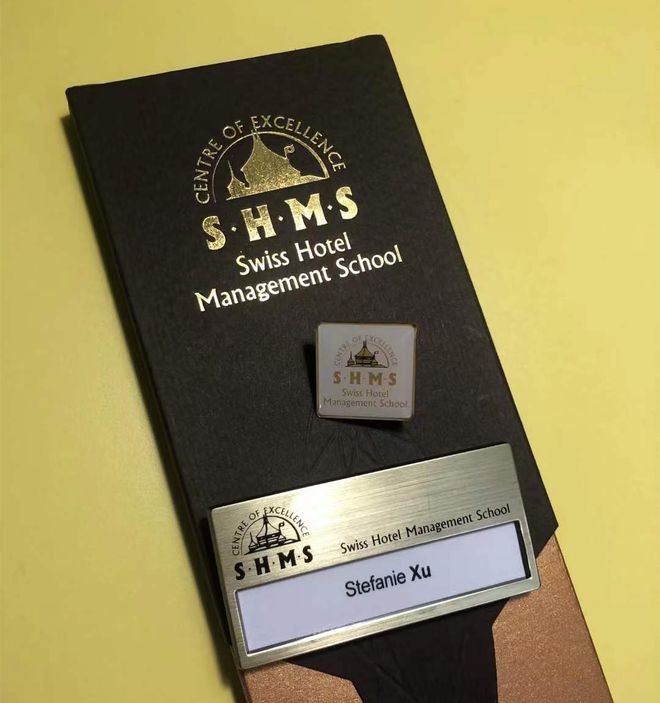 CENTRE OF EXCELLENCE
S·H·M·S
Swiss Hotel
Management School
CENTRE OF EXCELLENCE
S·H·M·S
Swiss Hotel
Management School
CENTRE OF EXCELLENCE
S·H·M·S
Swiss Hotel Management School
Stefanie Xu